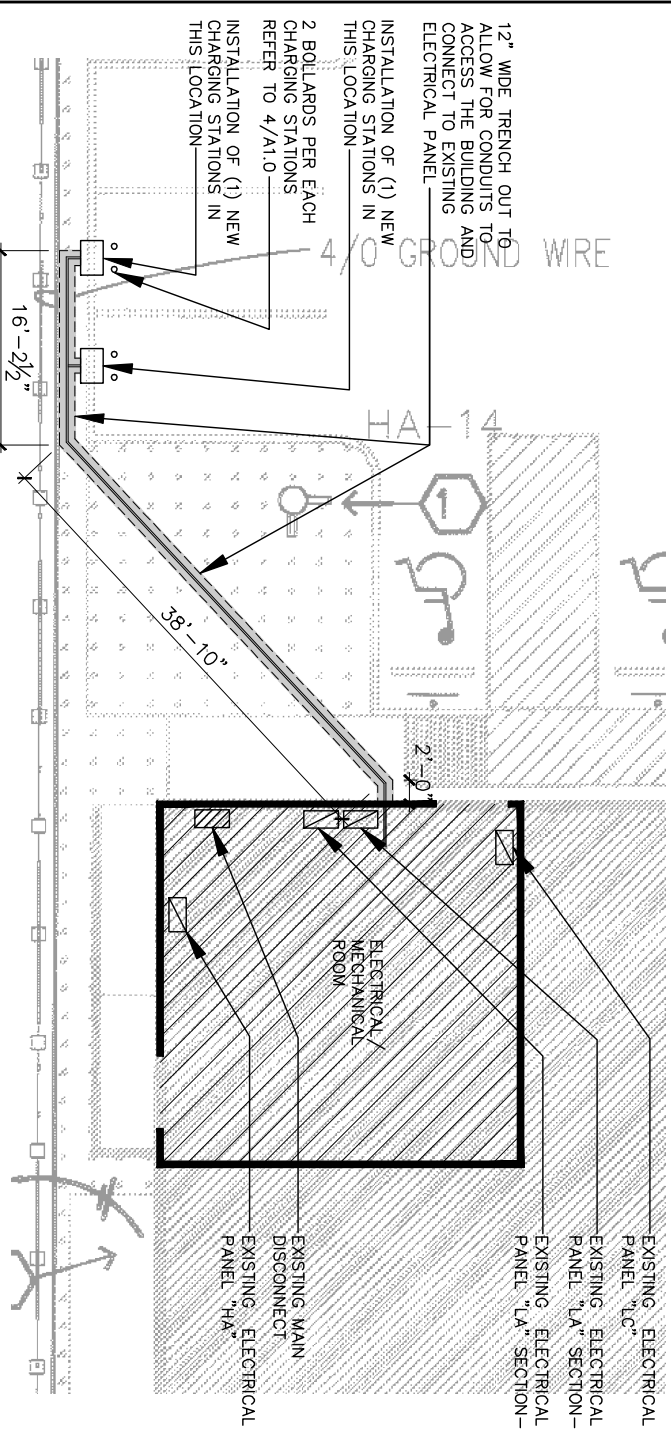 12" WIDE TRENCH OUT TO
ALLOW FOR CONDUITS TO
ACCESS THE BUILDING AND
CONNECT TO EXISTING
ELECTRICAL PANEL
INSTALLATION OF (1) NEW
CHARGING STATIONS IN
THIS LOCATION
2 BOLLARDS PER EACH
CHARGING STATIONS
REFER TO 4/A1.0
INSTALLATION OF (1) NEW
CHARGING STATIONS IN
THIS LOCATION
4/0 GROUND WIRE
HA-14
1
16'-2½"
38'-10"
2'-0"
ELECTRICAL/
MECHANICAL
ROOM
EXISTING ELECTRICAL
PANEL "LC"
EXISTING ELECTRICAL
PANEL "LA" SECTION-
EXISTING ELECTRICAL
PANEL "LA" SECTION-
EXISTING MAIN
DISCONNECT
EXISTING ELECTRICAL
PANEL "HA"